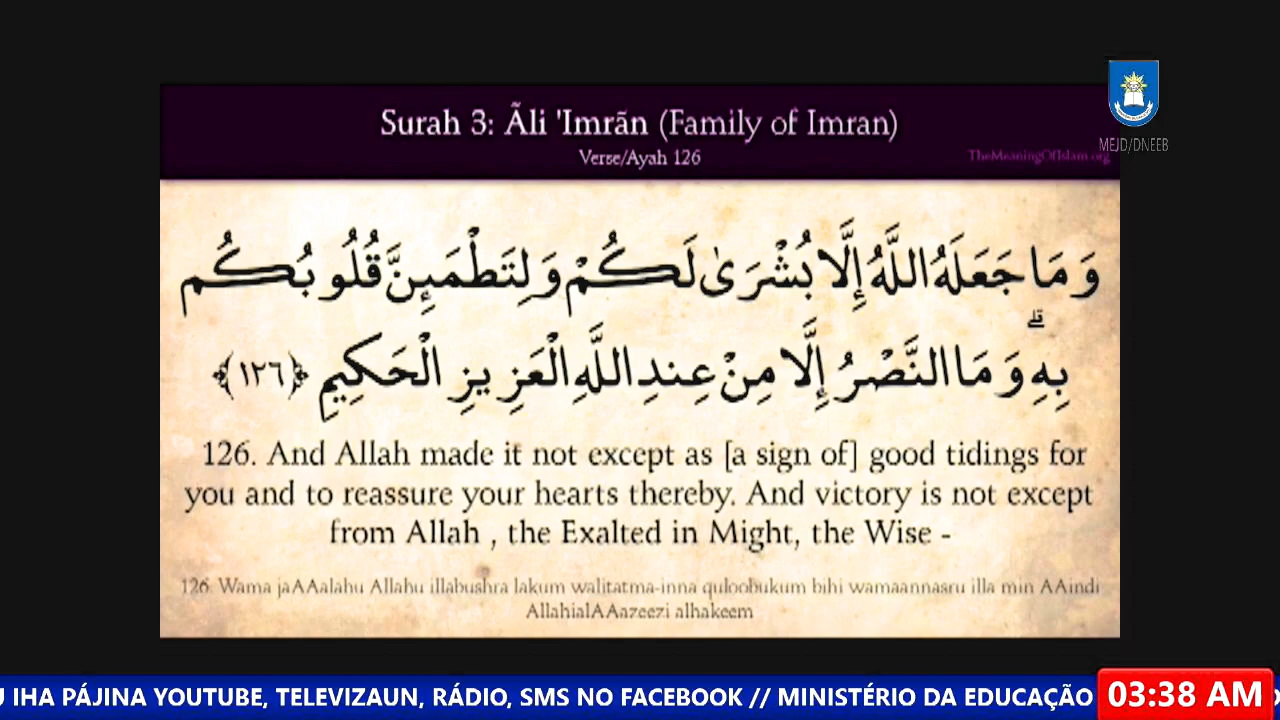 Surah 3: Ãli 'Imrãn (Family of Imran)
Verse/Ayah 126
TheMeaningOfIslam.org
MEJD/DNEEB
وَمَا جَعَلَهُ اللَّهُ إِلَّا بُشْرَىٰ لَكُمْ وَلِتَطْمَئِنَّ قُلُوبُكُم
بِهِ ۗ وَمَا النَّصْرُ إِلَّا مِنْ عِندِ اللَّهِ الْعَزِيزِ الْحَكِيمِ ﴿١٢٦﴾
126. And Allah made it not except as [a sign of] good tidings for
you and to reassure your hearts thereby. And victory is not except
from Allah , the Exalted in Might, the Wise -
126. Wama jaAAalahu Allahu illabushra lakum walitatma-inna quloobukum bihi wamaannasru illa min AAindi
AllahialAAazeezi alhakeem
IHA PÁJINA YOUTUBE, TELEVIZAUN, RÁDIO, SMS NO FACEBOOK // MINISTÉRIO DA EDUCAÇÃO
03:38 AM